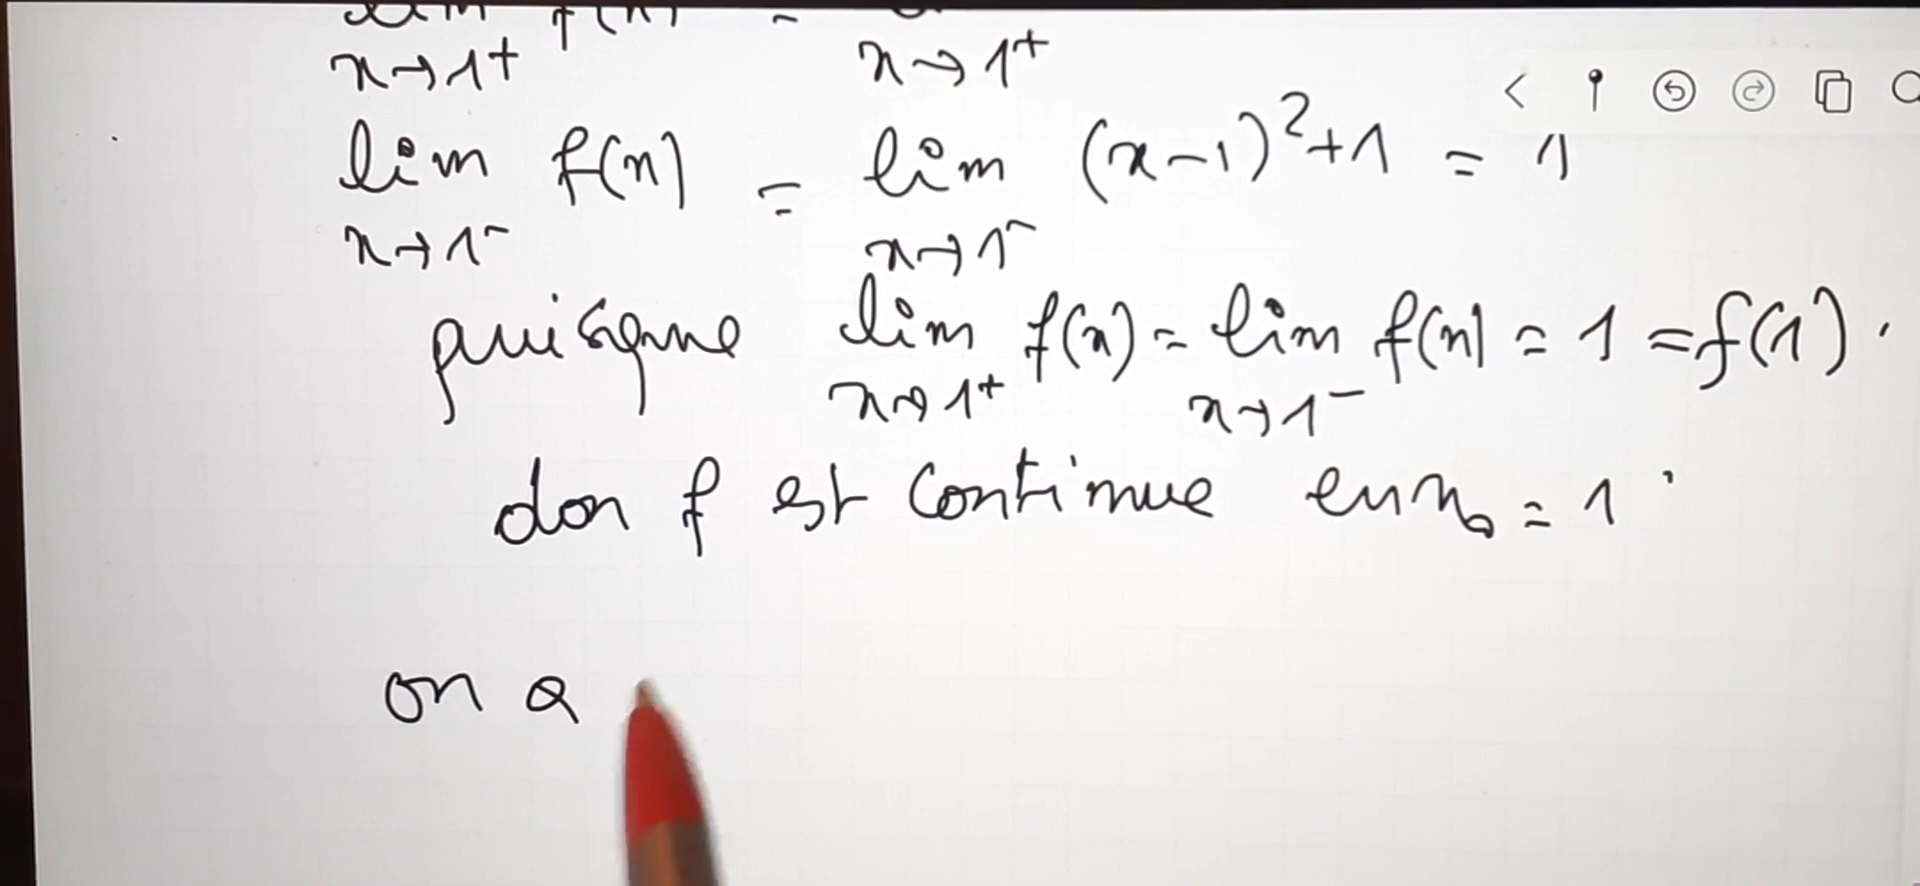 lim f(x) =
x→1⁺ x→1⁺
lim f(x) = lim (x-1)²+1 = 1
x→1⁻ x→1⁻
puisque lim f(x) = lim f(x) = 1 = f(1).
x→1⁺ x→1⁻
don f est continue en x₀ = 1.
on a